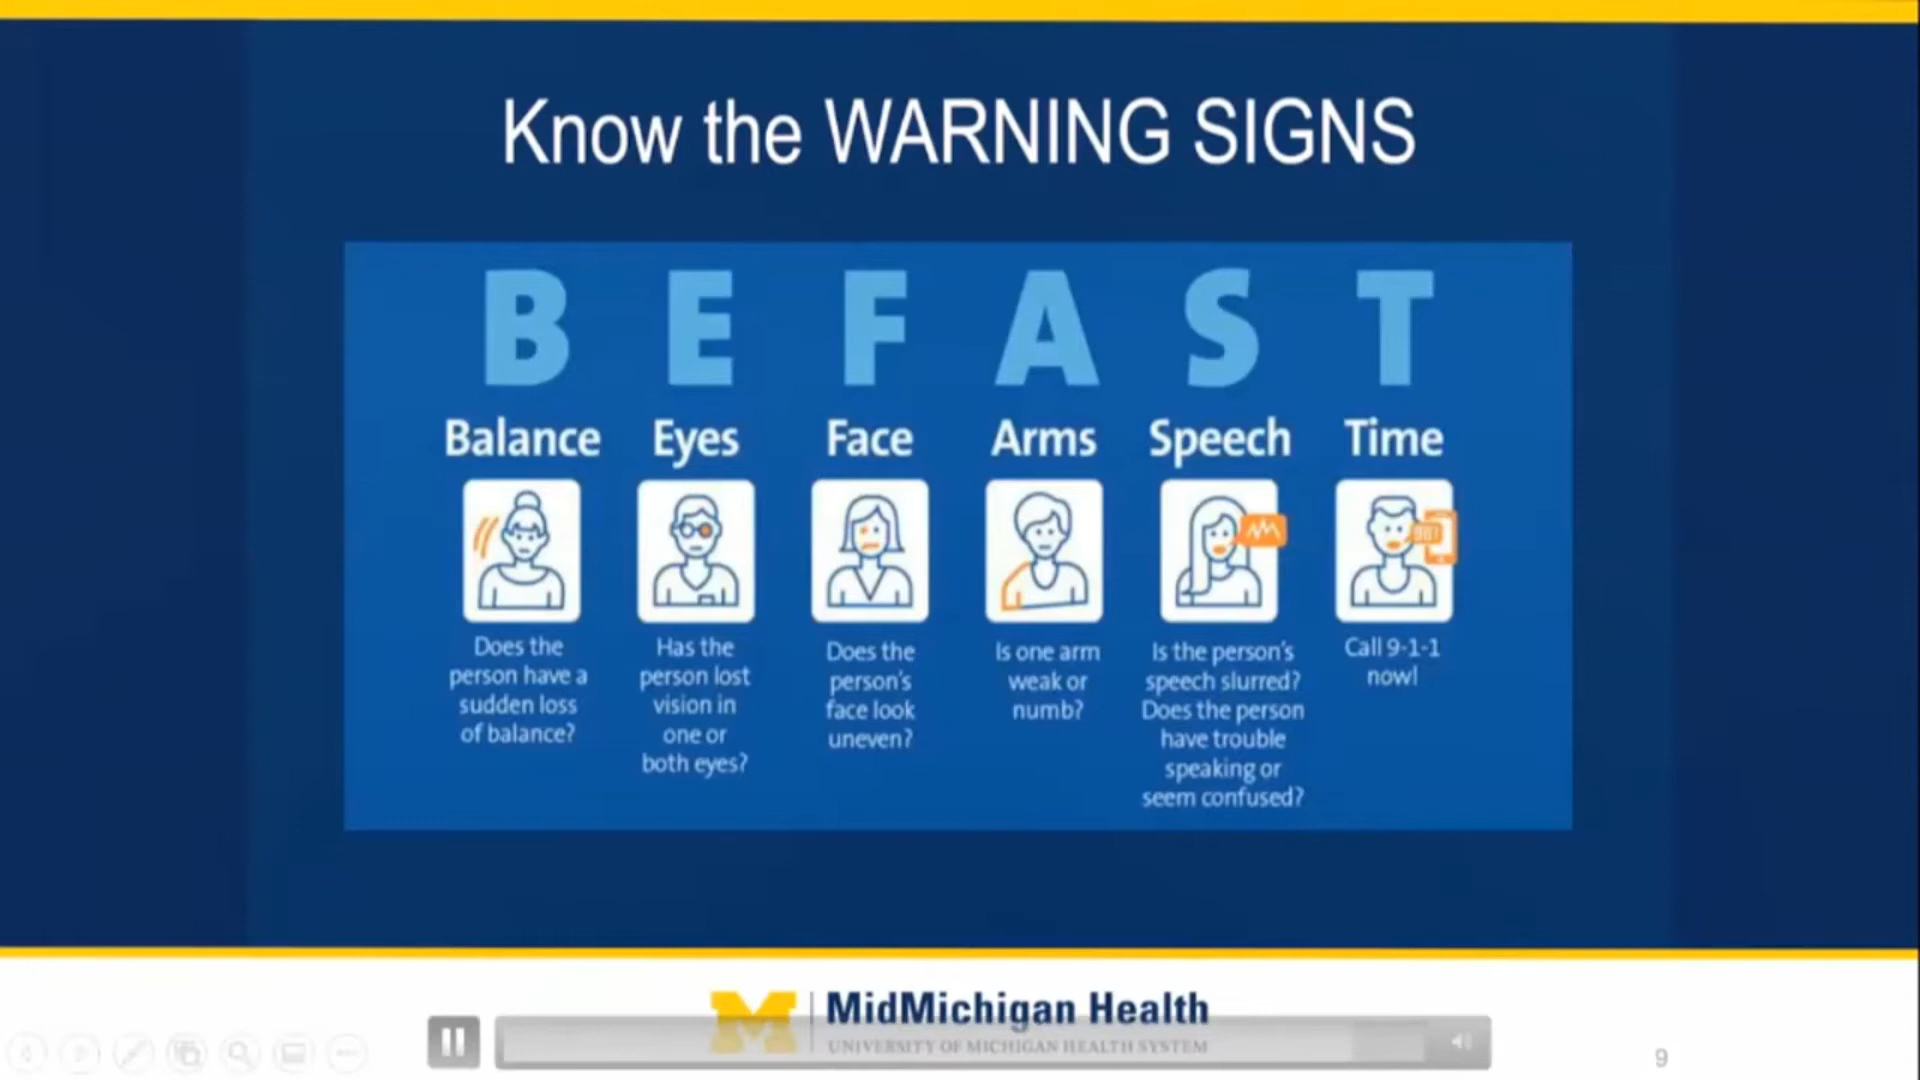 Know the WARNING SIGNS
B E F A S T
Balance Eyes Face Arms Speech Time
Does the
person have a
sudden loss
of balance?
Has the
person lost
vision in
one or
both eyes?
Does the
person's
face look
uneven?
Is one arm
weak or
numb?
Is the person's
speech slurred?
Does the person
have trouble
speaking or
seem confused?
Call 9-1-1
now!
MidMichigan Health
UNIVERSITY OF MICHIGAN HEALTH SYSTEM
9